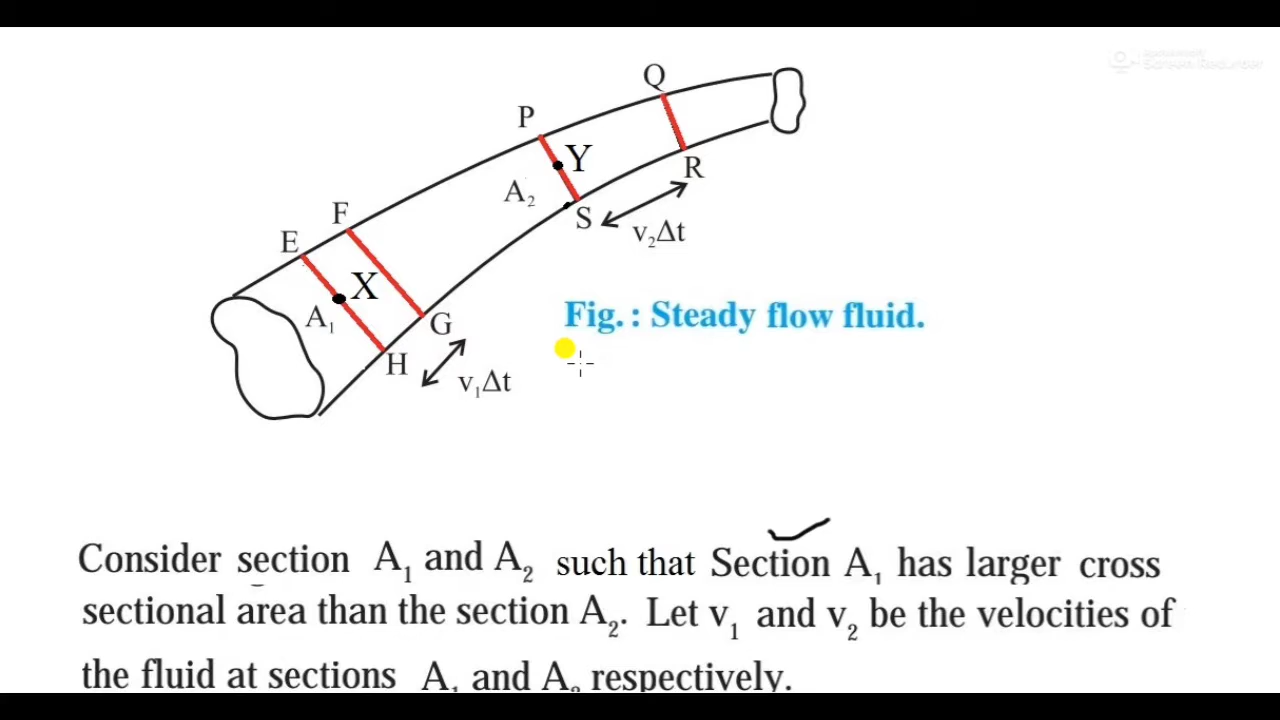 Screen Recorder
Q
P
Y
R
A₂
S
v₂Δt
F
E
X
A₁
G
H
v₁Δt
Fig. : Steady flow fluid.
Consider section A₁ and A₂ such that Section A₁ has larger cross
sectional area than the section A₂. Let v₁ and v₂ be the velocities of
the fluid at sections A₁ and A₂ respectively.